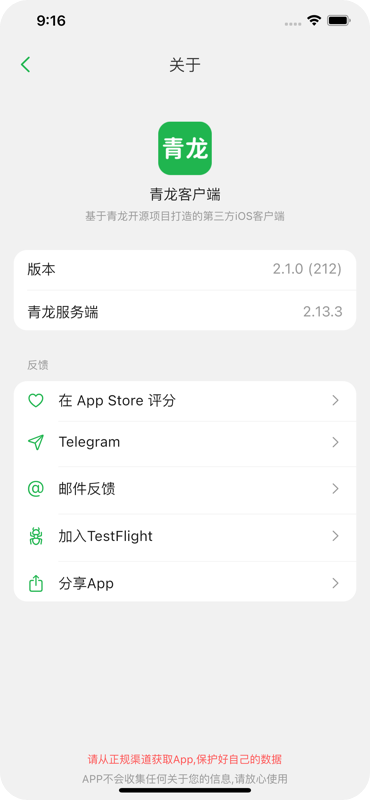 9:16
关于
青龙
青龙客户端
基于青龙开源项目打造的第三方iOS客户端
版本 2.1.0 (212)
青龙服务端 2.13.3
反馈
在 App Store 评分
Telegram
邮件反馈
加入TestFlight
分享App
请从正规渠道获取App,保护好自己的数据
APP不会收集任何关于您的信息,请放心使用